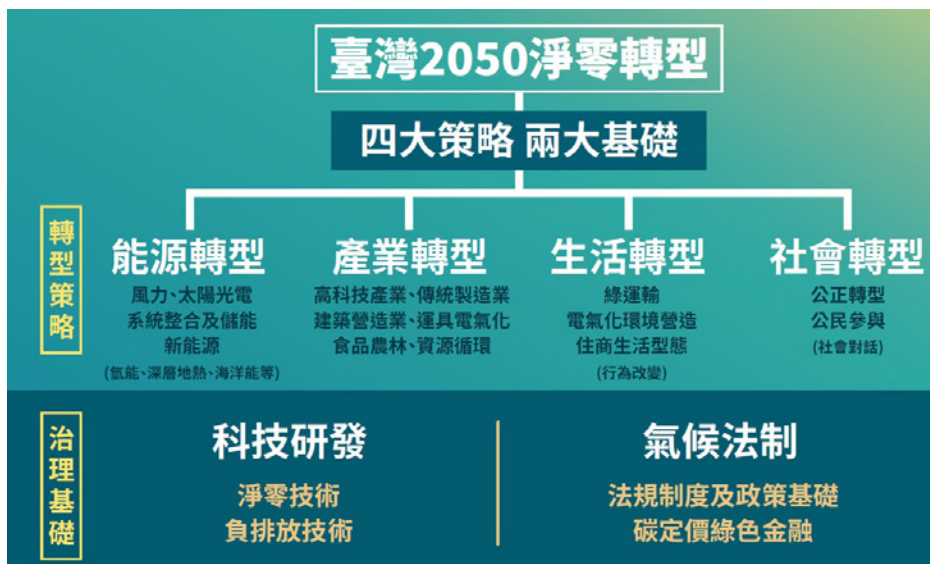 臺灣2050淨零轉型
四大策略 兩大基礎
轉型策略
能源轉型
風力、太陽光電
系統整合及儲能
新能源
(氫能、深層地熱、海洋能等)
產業轉型
高科技產業、傳統製造業
建築營造業、運具電氣化
食品農林、資源循環
生活轉型
綠運輸
電氣化環境營造
住商生活型態
(行為改變)
社會轉型
公正轉型
公民參與
(社會對話)
治理基礎
科技研發
淨零技術
負排放技術
氣候法制
法規制度及政策基礎
碳定價綠色金融